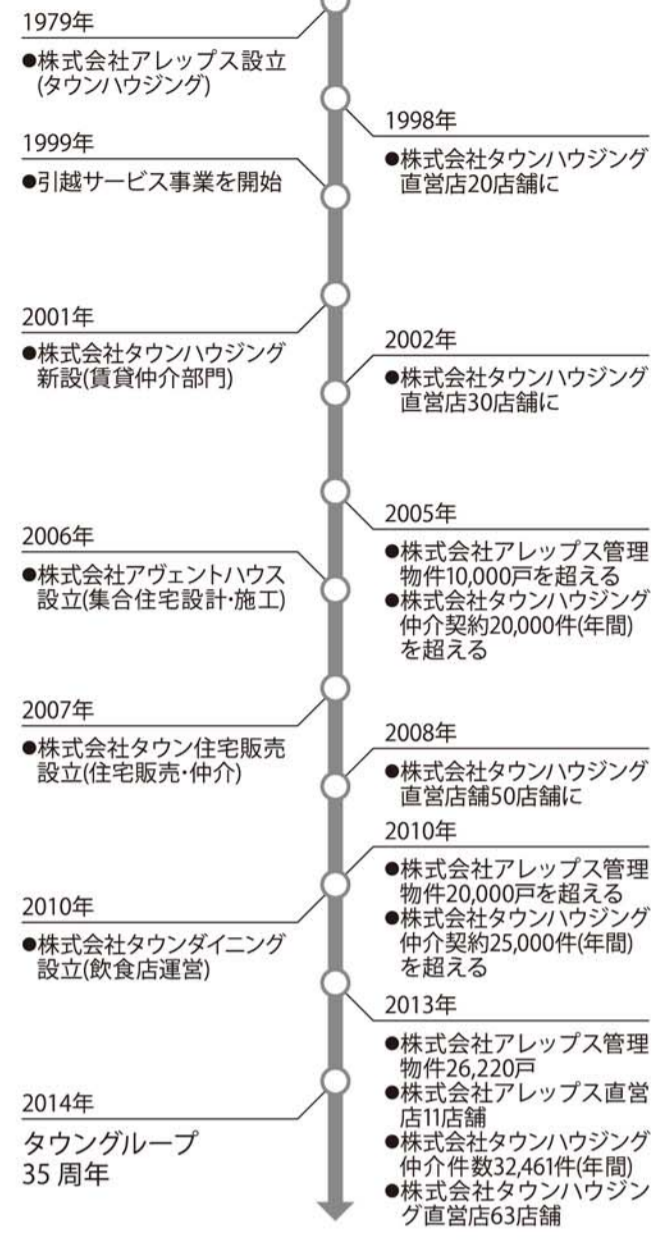 1979年
●株式会社アレップス設立
(タウンハウジング)
1998年
●株式会社タウンハウジング
直営店20店舗に
1999年
●引越サービス事業を開始
2001年
●株式会社タウンハウジング
新設(賃貸仲介部門)
2002年
●株式会社タウンハウジング
直営店30店舗に
2005年
●株式会社アレップス管理
物件10,000戸を超える
●株式会社タウンハウジング
仲介契約20,000件(年間)
を超える
2006年
●株式会社アヴェントハウス
設立(集合住宅設計・施工)
2007年
●株式会社タウン住宅販売
設立(住宅販売・仲介)
2008年
●株式会社タウンハウジング
直営店舗50店舗に
2010年
●株式会社アレップス管理
物件20,000戸を超える
●株式会社タウンハウジング
仲介契約25,000件(年間)
を超える
2010年
●株式会社タウンダイニング
設立(飲食店運営)
2013年
●株式会社アレップス管理
物件26,220戸
●株式会社アレップス直営
店11店舗
●株式会社タウンハウジング
仲介件数32,461件(年間)
●株式会社タウンハウジン
グ直営店63店舗
2014年
タウングループ
35 周年